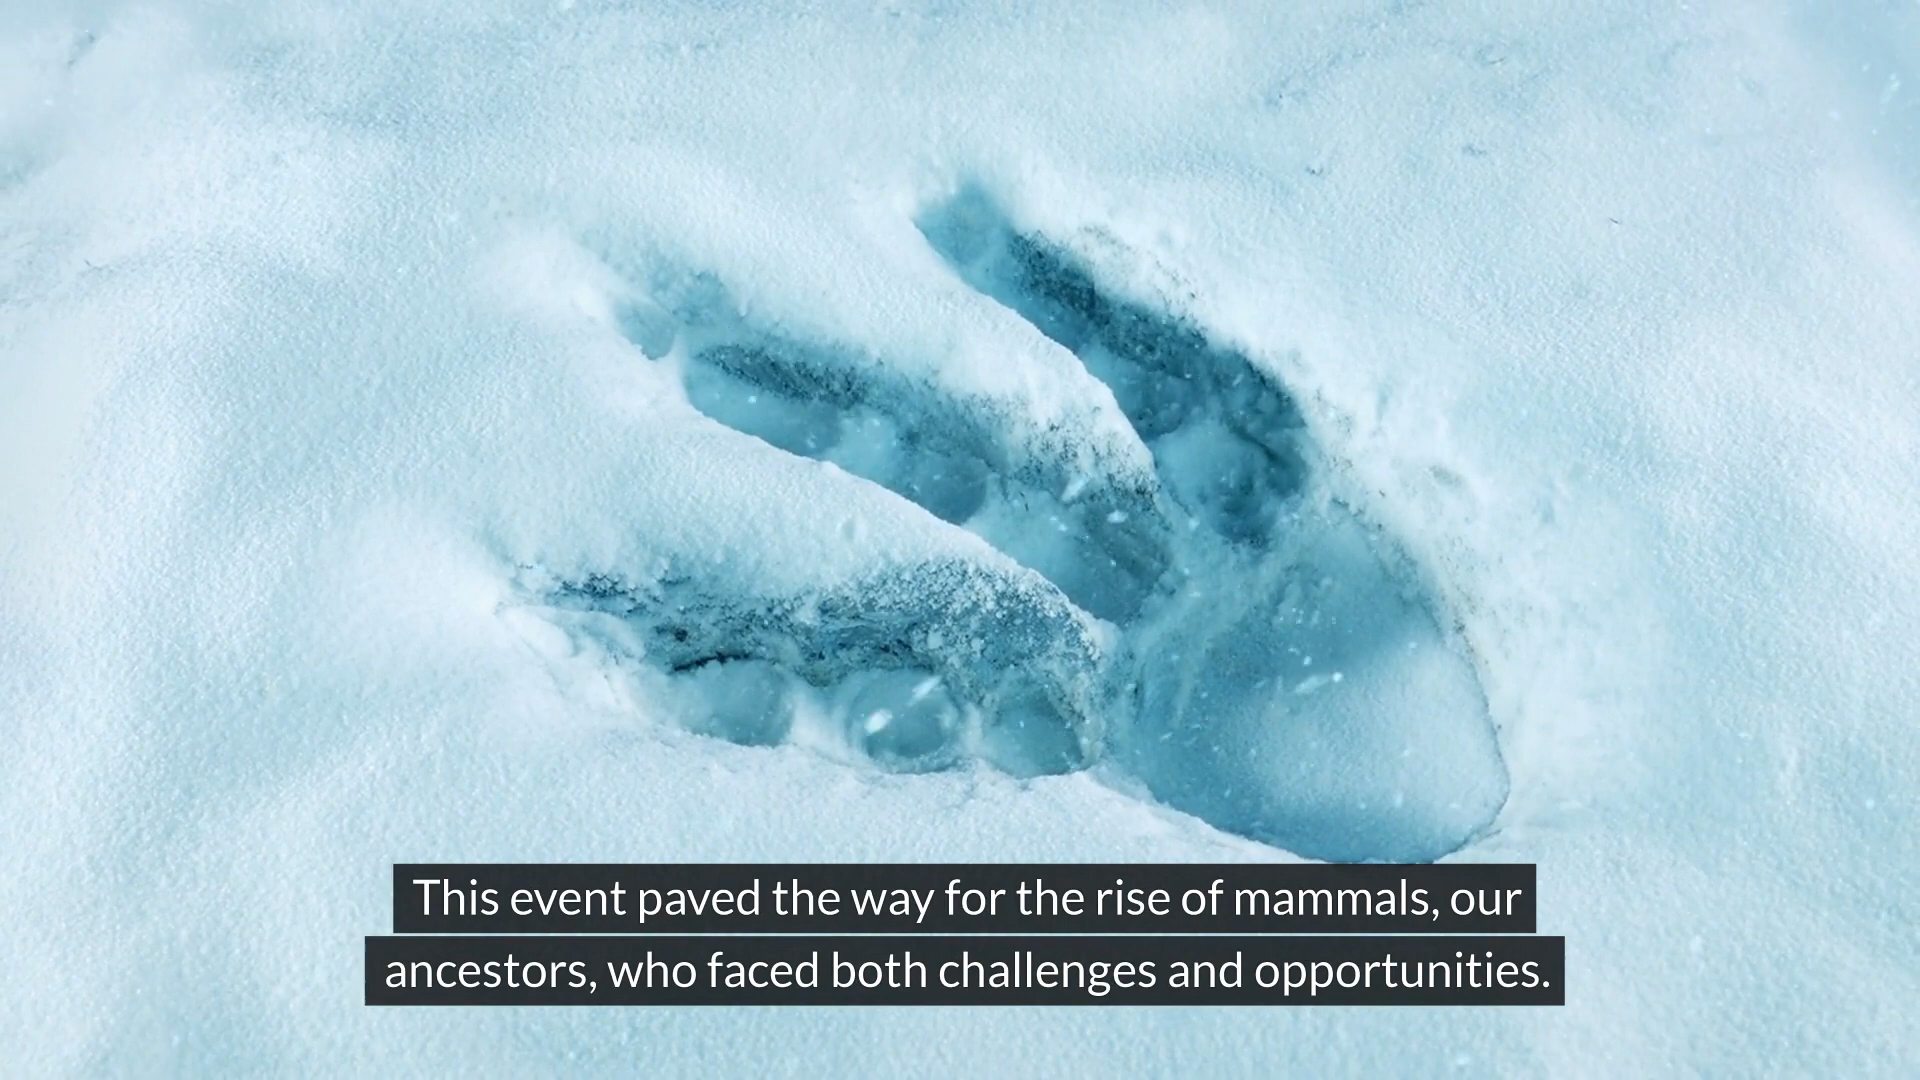 This event paved the way for the rise of mammals, our
ancestors, who faced both challenges and opportunities.